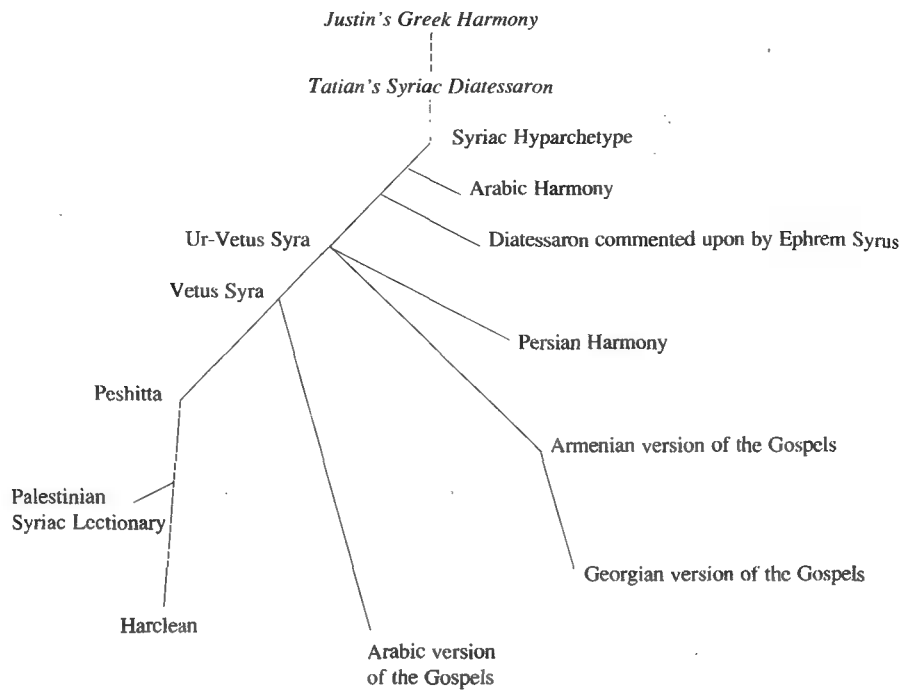 Justin's Greek Harmony
Tatian's Syriac Diatessaron
Syriac Hyparchetype
Arabic Harmony
Ur-Vetus Syra
Diatessaron commented upon by Ephrem Syrus
Vetus Syra
Persian Harmony
Peshitta
Armenian version of the Gospels
Palestinian
Syriac Lectionary
Georgian version of the Gospels
Harclean
Arabic version
of the Gospels